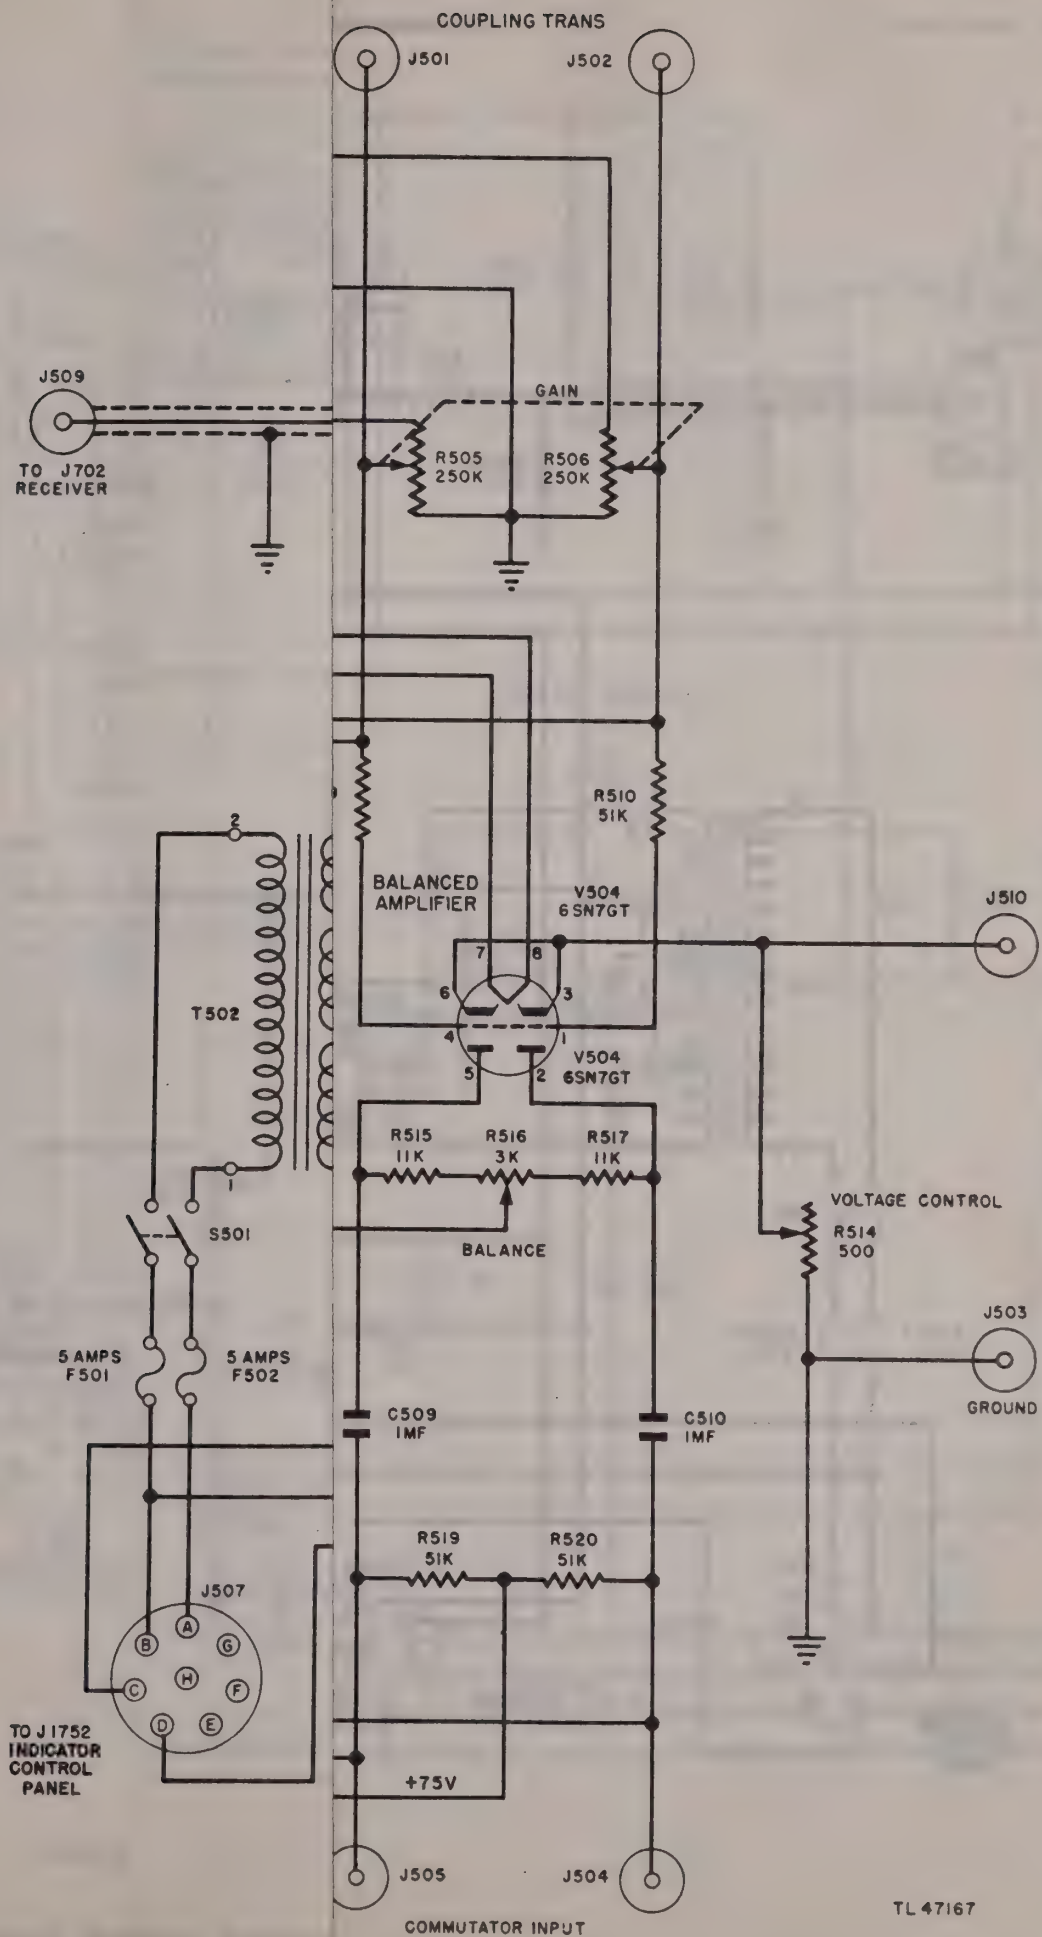 COUPLING TRANS
J501
J502
J509
TO J702
RECEIVER
GAIN
R505
250K
R506
250K
R510
51K
2
T502
1
BALANCED
AMPLIFIER
V504
6SN7GT
7
8
6
3
4
1
5
2
V504
6SN7GT
J510
R515
11K
R516
3K
R517
11K
BALANCE
VOLTAGE CONTROL
R514
500
S501
5 AMPS
F501
5 AMPS
F502
J503
GROUND
C509
1MF
C510
1MF
R519
51K
R520
51K
J507
A
B
G
H
C
F
D
E
TO J1752
INDICATOR
CONTROL
PANEL
+75V
J505
J504
COMMUTATOR INPUT
TL 47167